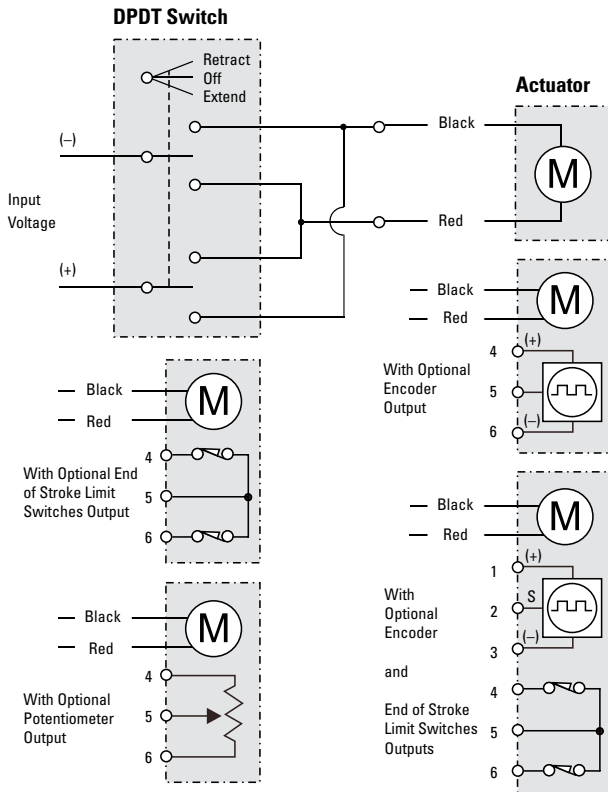 DPDT Switch
Retract
Off
Extend
(–)
Input
Voltage
(+)
Actuator
Black
M
Red
Black
Red
M
4
(+)
With Optional
Encoder
Output
5
(–)
6
Black
Red
M
4
With Optional End
of Stroke Limit
Switches Output
5
6
Black
Red
M
1
(+)
With
Optional
Encoder
2
S
3
(–)
and
4
End of Stroke
Limit Switches
Outputs
5
6
Black
Red
M
4
With Optional
Potentiometer
Output
5
6